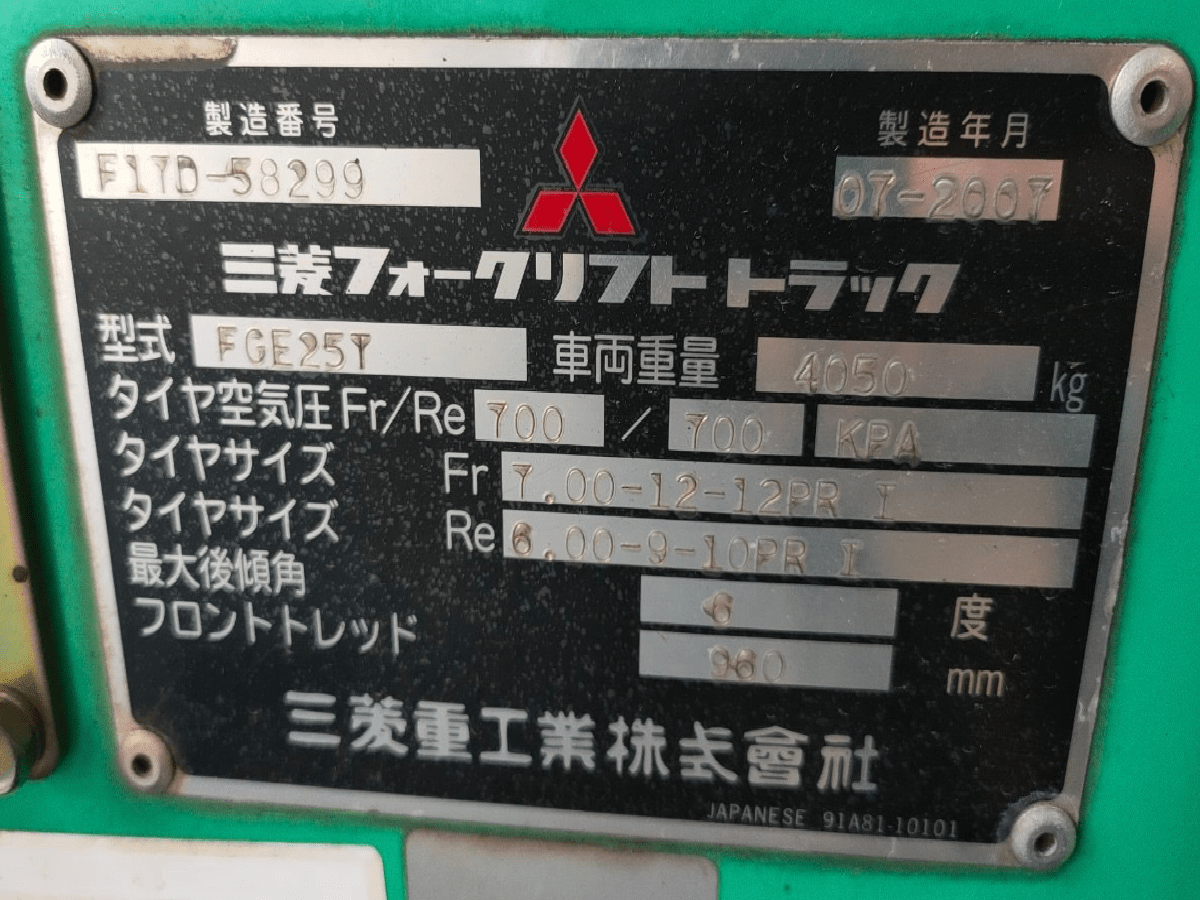 製造番号 製造年月
F17D-58299 07-2007
三菱フォークリフト トラック
型式 FGE25T 車両重量 4050 kg
タイヤ空気圧 Fr/Re 700 / 700 KPA
タイヤサイズ Fr 7.00-12-12PR I
タイヤサイズ Re 6.00-9-10PR I
最大後傾角 6 度
フロントトレッド 960 mm
三菱重工業株式會社
JAPANESE 91A81-10101